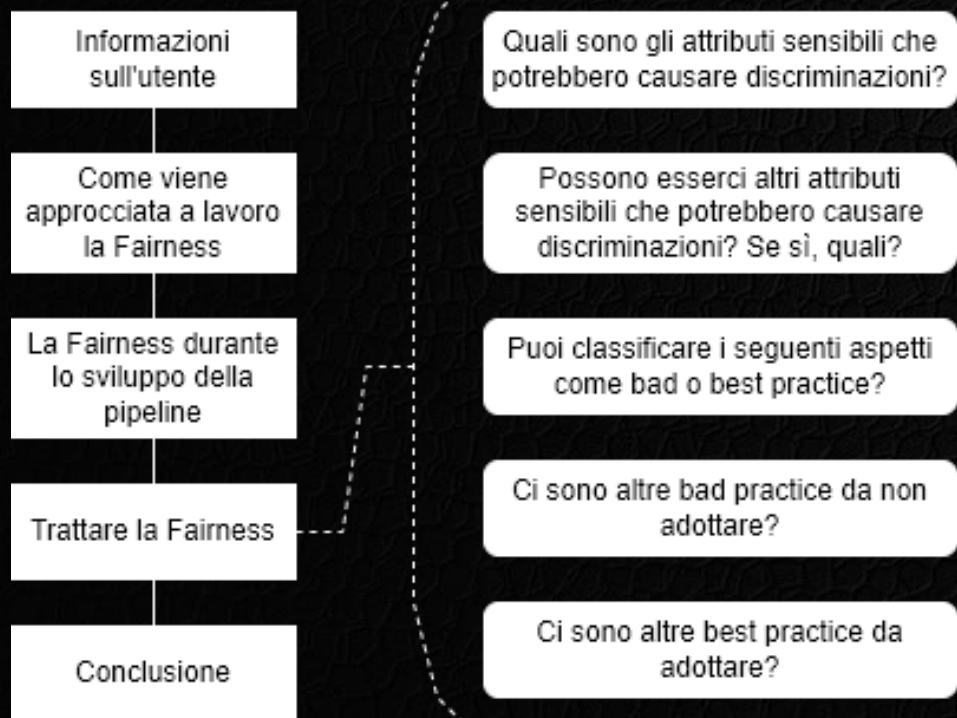 Informazioni
sull'utente
Come viene
approcciata a lavoro
la Fairness
La Fairness durante
lo sviluppo della
pipeline
Trattare la Fairness
Conclusione
Quali sono gli attributi sensibili che
potrebbero causare discriminazioni?
Possono esserci altri attributi
sensibili che potrebbero causare
discriminazioni? Se sì, quali?
Puoi classificare i seguenti aspetti
come bad o best practice?
Ci sono altre bad practice da non
adottare?
Ci sono altre best practice da
adottare?